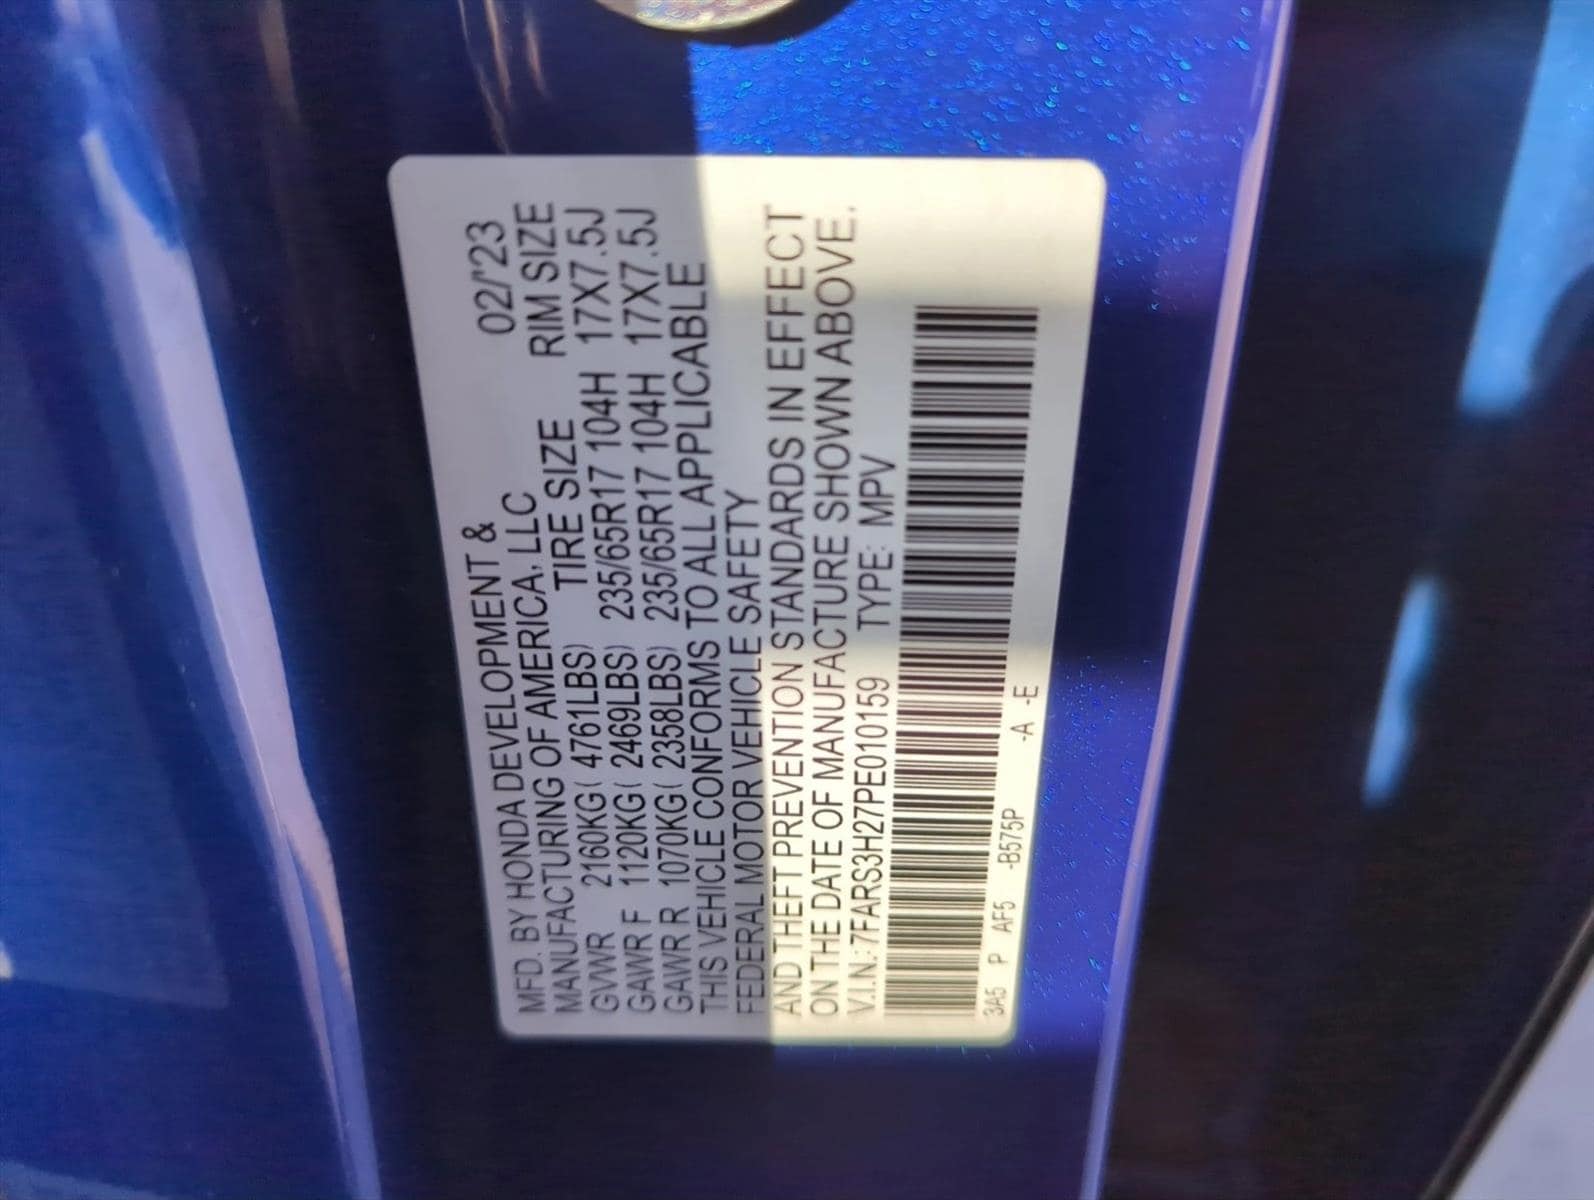 MFD. BY HONDA DEVELOPMENT & 02/'23
MANUFACTURING OF AMERICA, LLC
TIRE SIZE RIM SIZE
GVWR 2160KG( 4761LBS) 235/65R17 104H 17X7.5J
GAWR F 1120KG( 2469LBS) 235/65R17 104H 17X7.5J
GAWR R 1070KG( 2358LBS)
THIS VEHICLE CONFORMS TO ALL APPLICABLE
FEDERAL MOTOR VEHICLE SAFETY
AND THEFT PREVENTION STANDARDS IN EFFECT
ON THE DATE OF MANUFACTURE SHOWN ABOVE.
V.I.N.: 7FARS3H27PE010159 TYPE: MPV
3A5 P AF5 -B575P -A -E